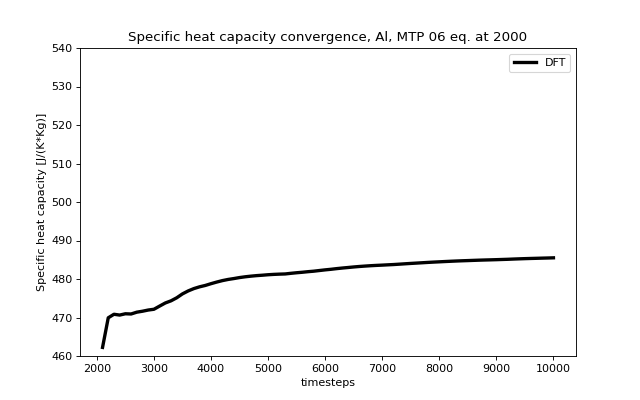 Specific heat capacity convergence, Al, MTP 06 eq. at 2000
DFT
Specific heat capacity [J/(K*Kg)]
540
530
520
510
500
490
480
470
460
2000 3000 4000 5000 6000 7000 8000 9000 10000
timesteps